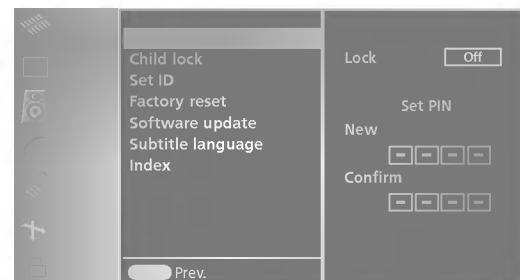 Child lock
Set ID
Factory reset
Software update
Subtitle language
Index
Prev.
Lock Off
Set PIN
New
- - - -
Confirm
- - - -